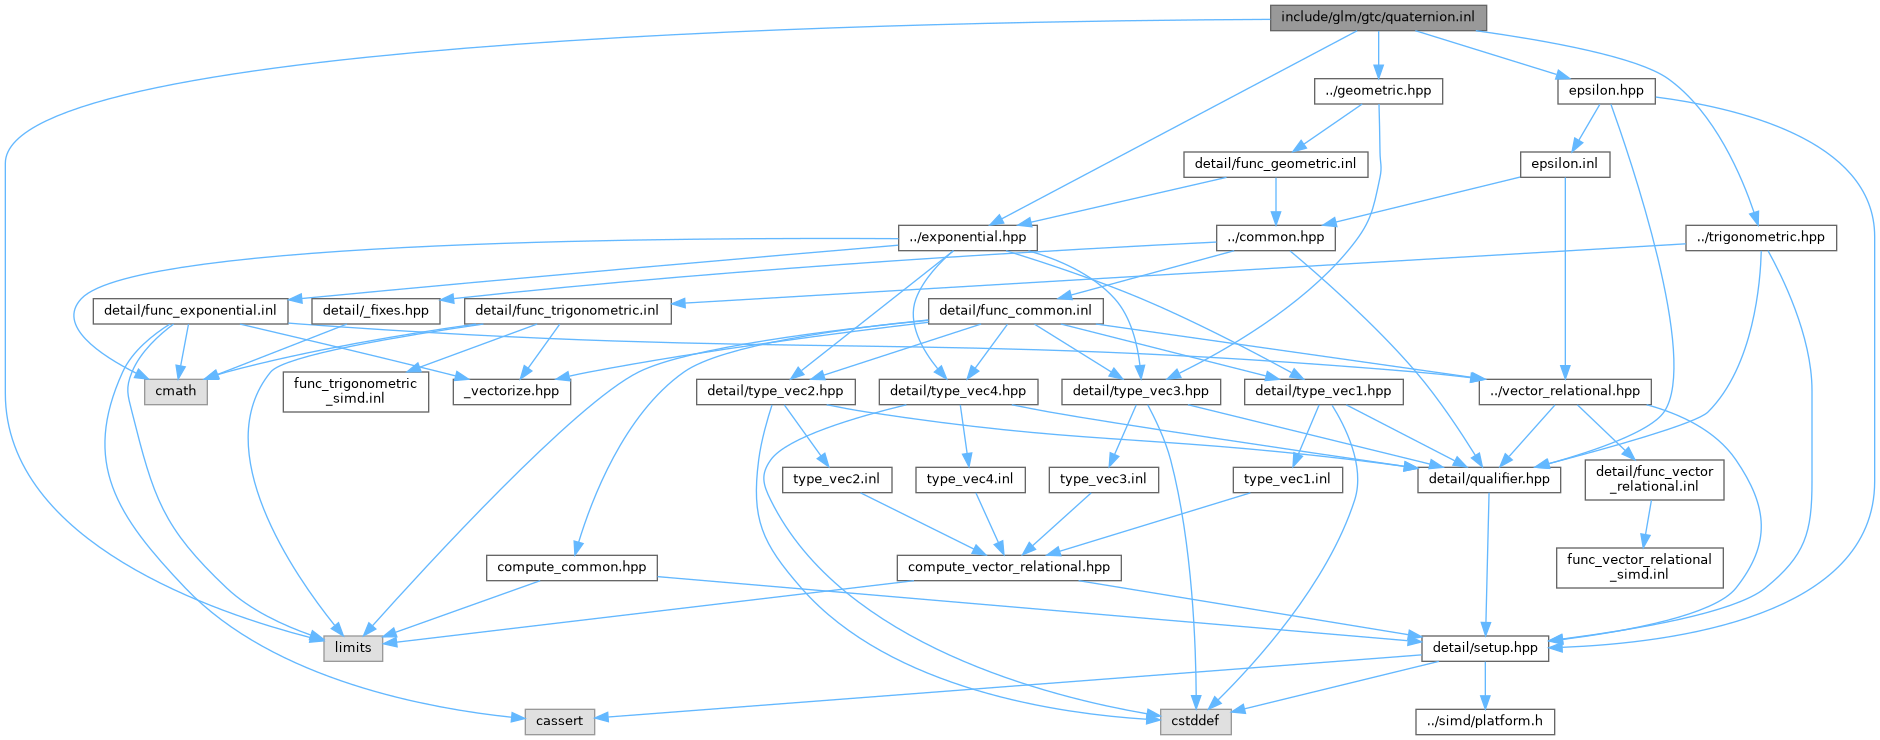 include/glm/gtc/quaternion.inl
../geometric.hpp
epsilon.hpp
detail/func_geometric.inl
epsilon.inl
../exponential.hpp
../common.hpp
../trigonometric.hpp
detail/func_exponential.inl
detail/_fixes.hpp
detail/func_trigonometric.inl
detail/func_common.inl
cmath
func_trigonometric
_simd.inl
_vectorize.hpp
detail/type_vec2.hpp
detail/type_vec4.hpp
detail/type_vec3.hpp
detail/type_vec1.hpp
../vector_relational.hpp
type_vec2.inl
type_vec4.inl
type_vec3.inl
type_vec1.inl
detail/qualifier.hpp
detail/func_vector
_relational.inl
compute_common.hpp
compute_vector_relational.hpp
func_vector_relational
_simd.inl
limits
detail/setup.hpp
cassert
cstddef
../simd/platform.h